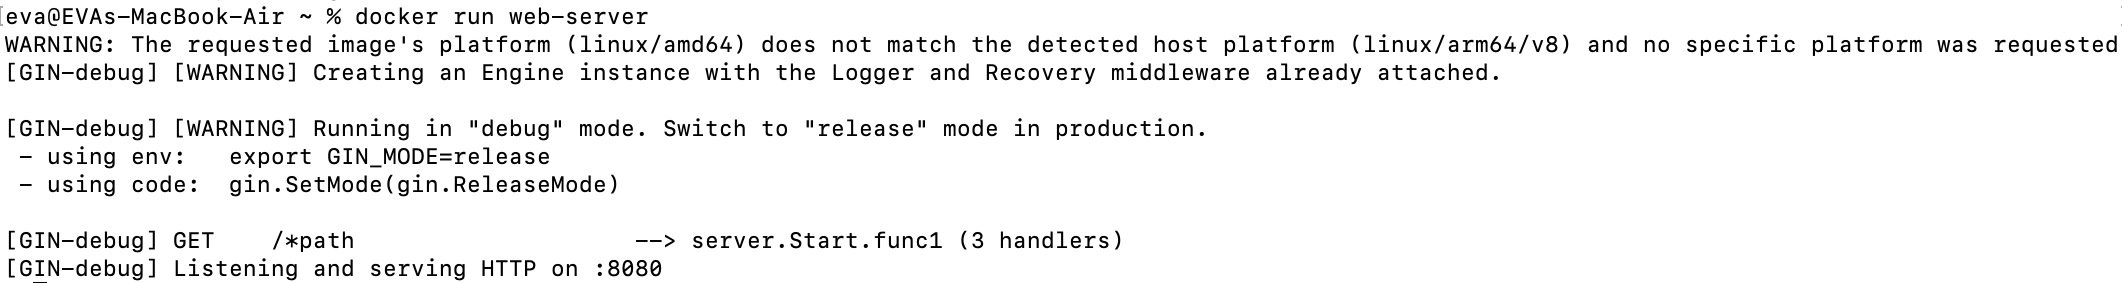 [eva@EVAs-MacBook-Air ~ % docker run web-server
WARNING: The requested image's platform (linux/amd64) does not match the detected host platform (linux/arm64/v8) and no specific platform was requested
[GIN-debug] [WARNING] Creating an Engine instance with the Logger and Recovery middleware already attached.
[GIN-debug] [WARNING] Running in "debug" mode. Switch to "release" mode in production.
 - using env:   export GIN_MODE=release
 - using code:  gin.SetMode(gin.ReleaseMode)
[GIN-debug] GET    /*path                    --> server.Start.func1 (3 handlers)
[GIN-debug] Listening and serving HTTP on :8080